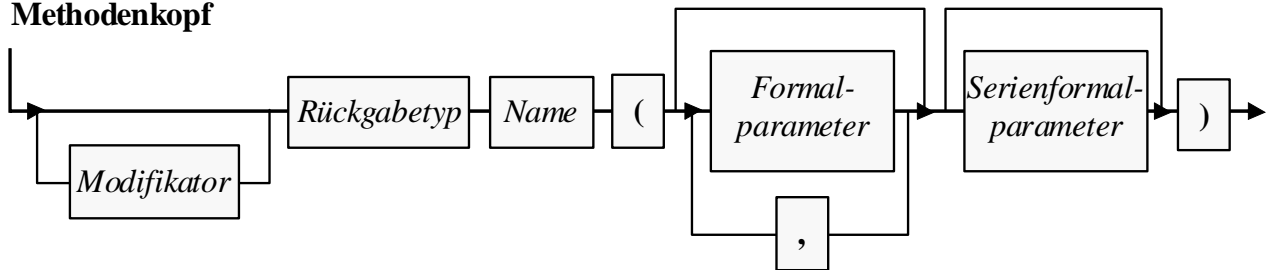 Methodenkopf
Rückgabetyp
Name
(
Formal-
parameter
Serienformal-
parameter
)
Modifikator
,